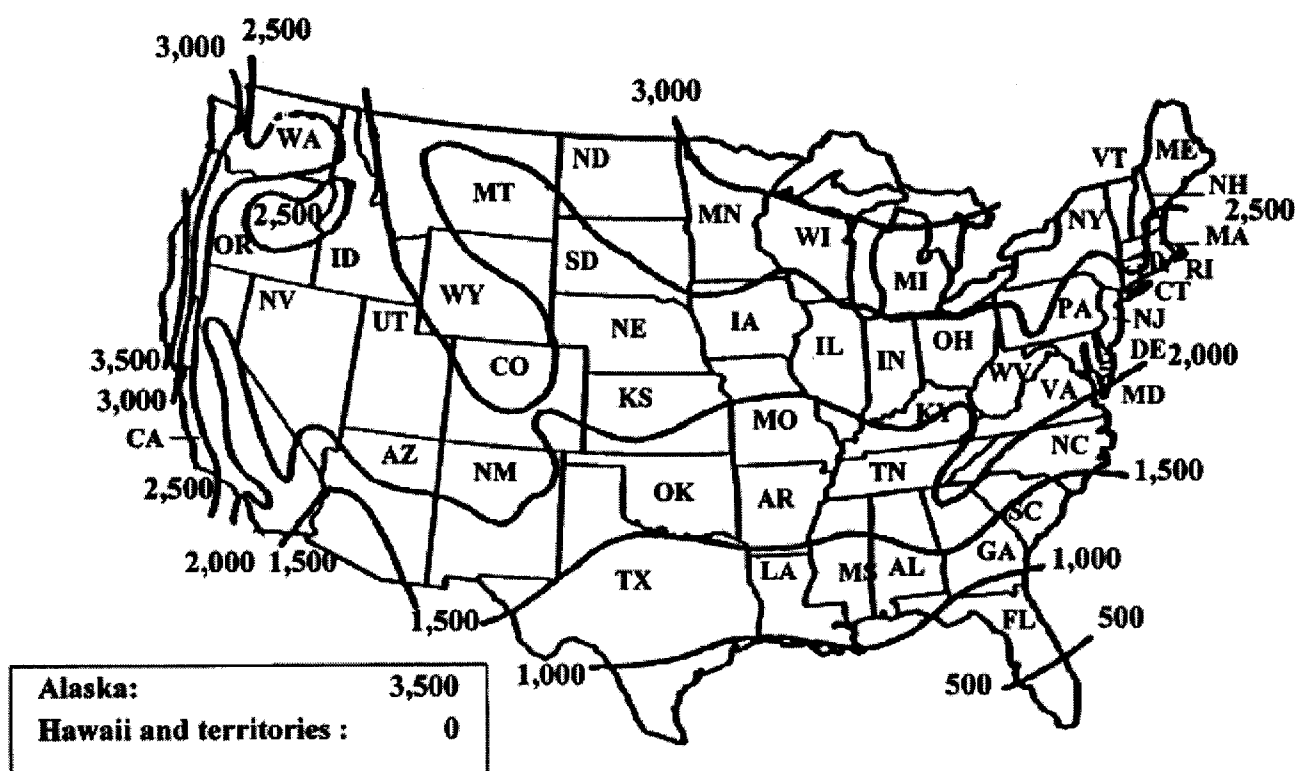 3,000 2,500
3,000
WA
MT
ND
MN
VT
ME
NH
2,500
OR
2,500
ID
WY
SD
WI
MI
NY
MA
RI
CT
NV
UT
NE
IA
IL
IN
OH
PA
NJ
DE
2,000
CO
KS
MO
KY
WV
VA
MD
3,500
3,000
CA
2,500
AZ
NM
OK
AR
TN
NC
1,500
SC
GA
2,000 1,500
1,500
TX
LA
MS
AL
1,000
FL
500
1,000
500
Alaska: 3,500
Hawaii and territories : 0